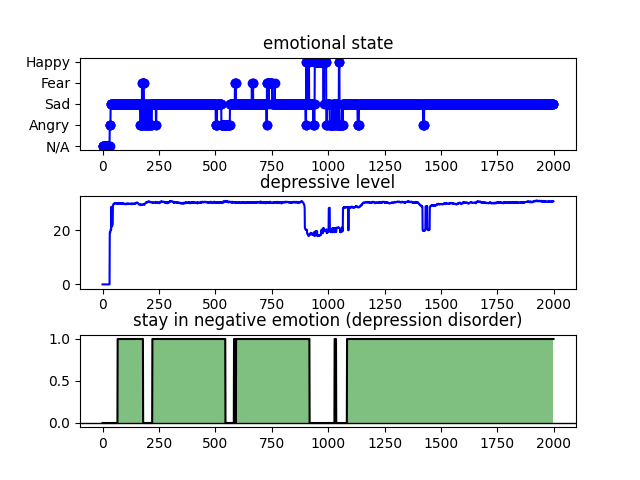 emotional state
Happy
Fear
Sad
Angry
N/A
0 250 500 750 1000 1250 1500 1750 2000
depressive level
20
0
0 250 500 750 1000 1250 1500 1750 2000
stay in negative emotion (depression disorder)
1.0
0.5
0.0
0 250 500 750 1000 1250 1500 1750 2000